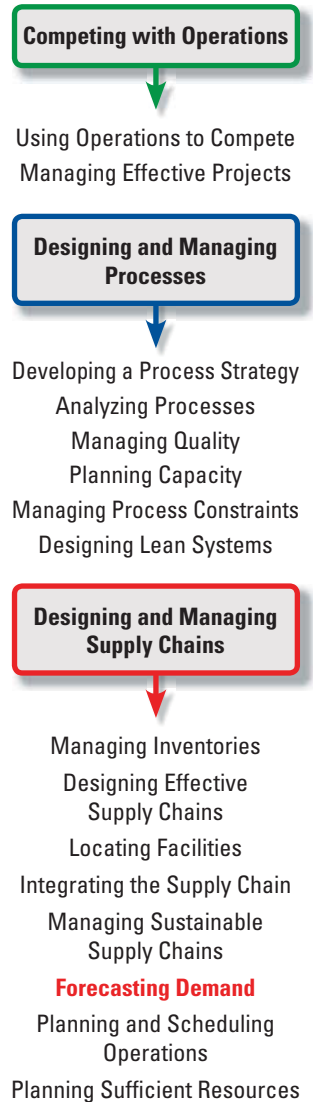 Competing with Operations
Using Operations to Compete
Managing Effective Projects
Designing and Managing
Processes
Developing a Process Strategy
Analyzing Processes
Managing Quality
Planning Capacity
Managing Process Constraints
Designing Lean Systems
Designing and Managing
Supply Chains
Managing Inventories
Designing Effective
Supply Chains
Locating Facilities
Integrating the Supply Chain
Managing Sustainable
Supply Chains
Forecasting Demand
Planning and Scheduling
Operations
Planning Sufficient Resources